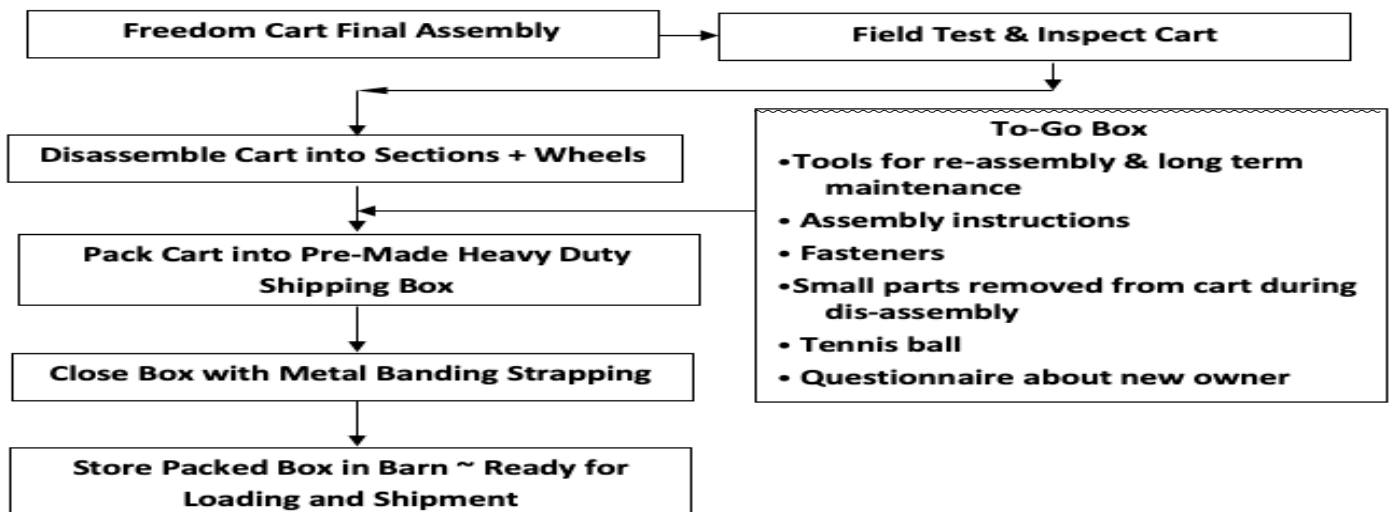 Freedom Cart Final Assembly
Field Test & Inspect Cart
Disassemble Cart into Sections + Wheels
To-Go Box
•Tools for re-assembly & long term
maintenance
• Assembly instructions
• Fasteners
•Small parts removed from cart during
dis-assembly
• Tennis ball
• Questionnaire about new owner
Pack Cart into Pre-Made Heavy Duty
Shipping Box
Close Box with Metal Banding Strapping
Store Packed Box in Barn ~ Ready for
Loading and Shipment